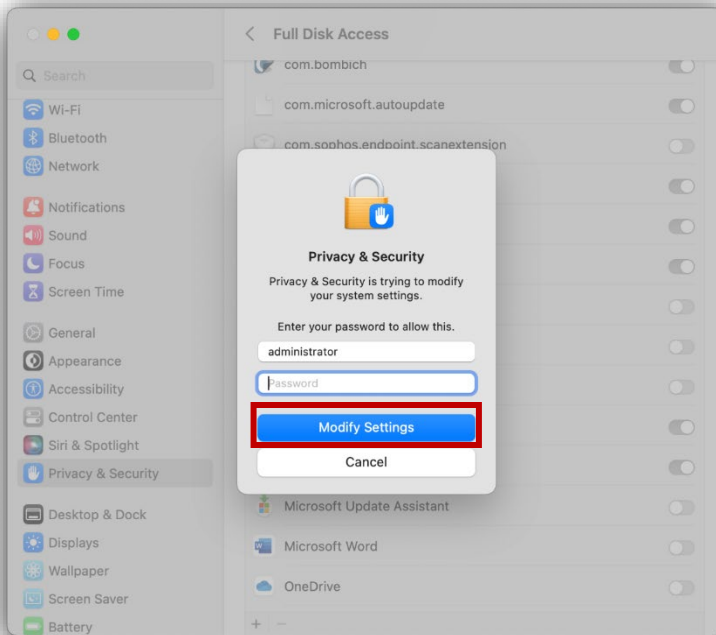 Full Disk Access
Search
Wi-Fi
Bluetooth
Network
Notifications
Sound
Focus
Screen Time
General
Appearance
Accessibility
Control Center
Siri & Spotlight
Privacy & Security
Desktop & Dock
Displays
Wallpaper
Screen Saver
Battery
com.bombich
com.microsoft.autoupdate
com.sophos.endpoint.scanextension
Privacy & Security
Privacy & Security is trying to modify
your system settings.
Enter your password to allow this.
administrator
Password
Modify Settings
Cancel
Microsoft Update Assistant
Microsoft Word
OneDrive